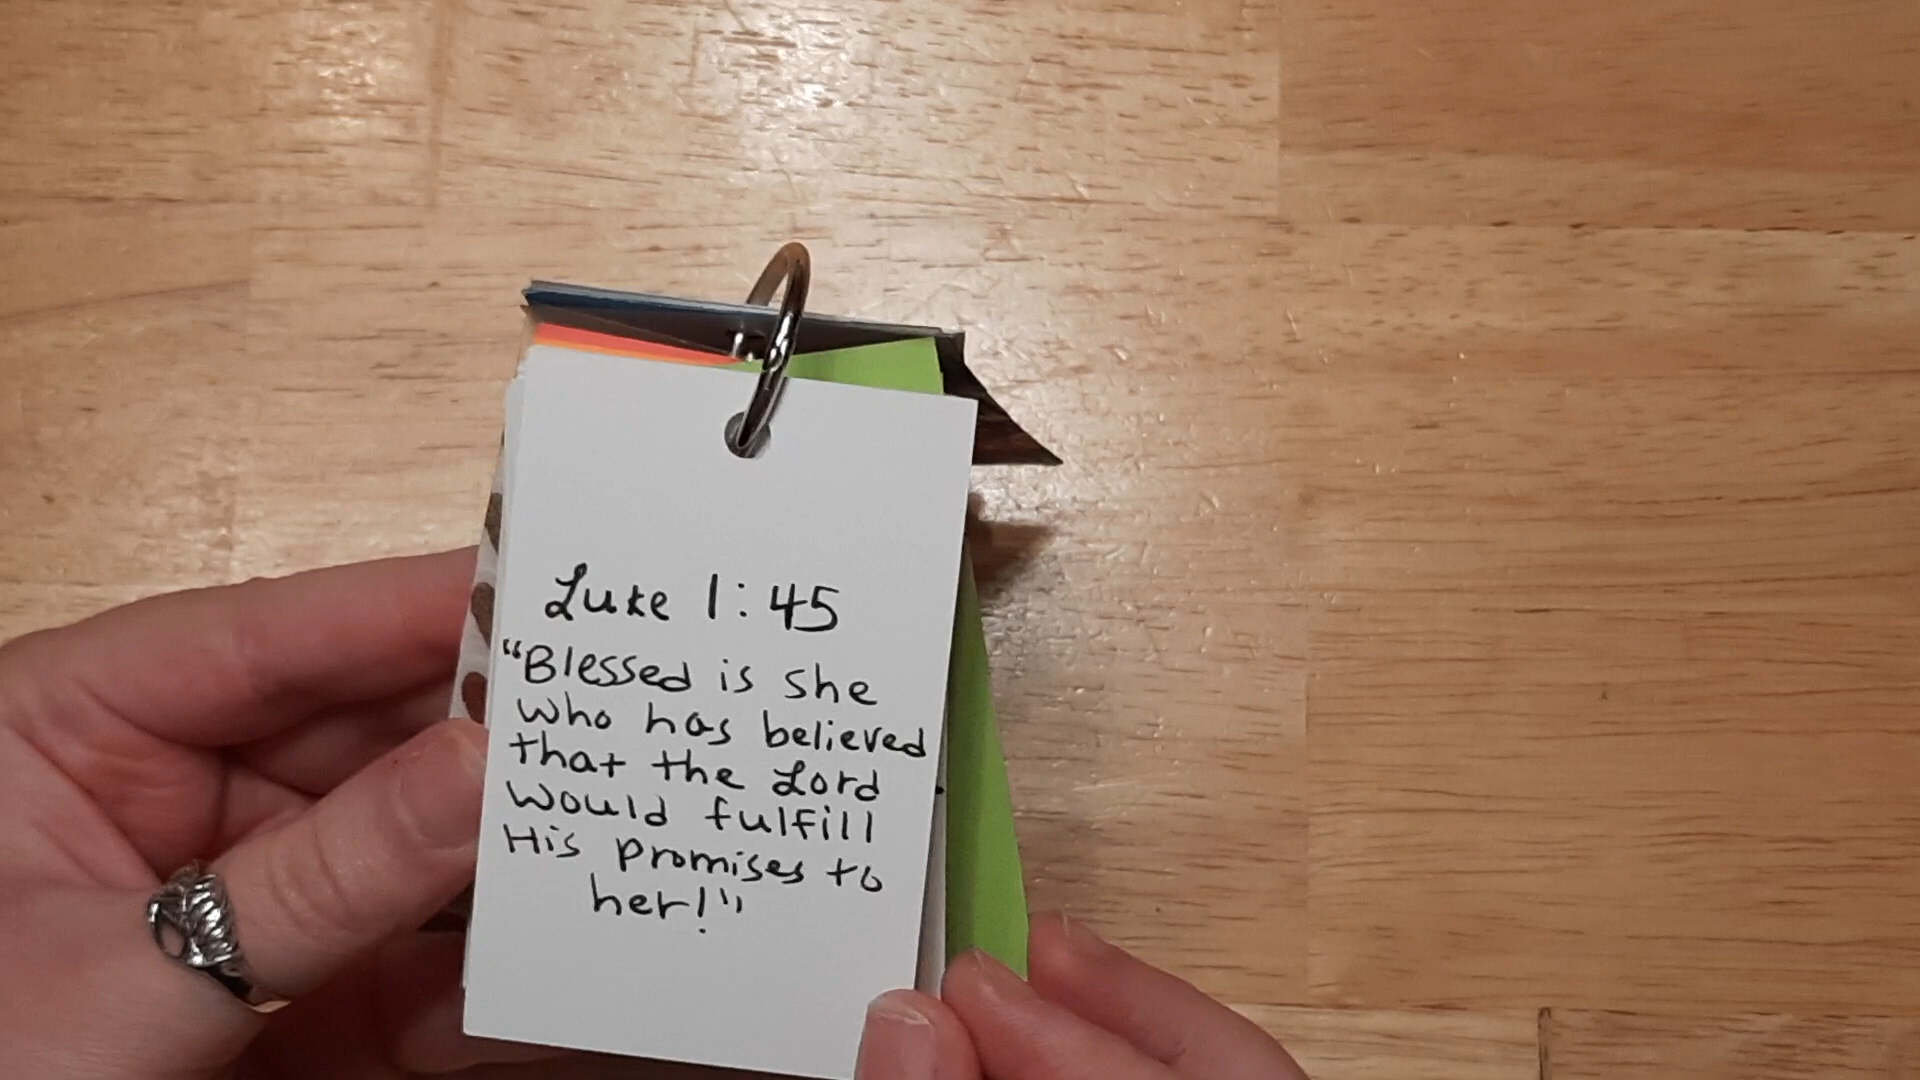 Luke 1:45
"Blessed is she
who has believed
that the Lord
would fulfill
His promises to
her!"